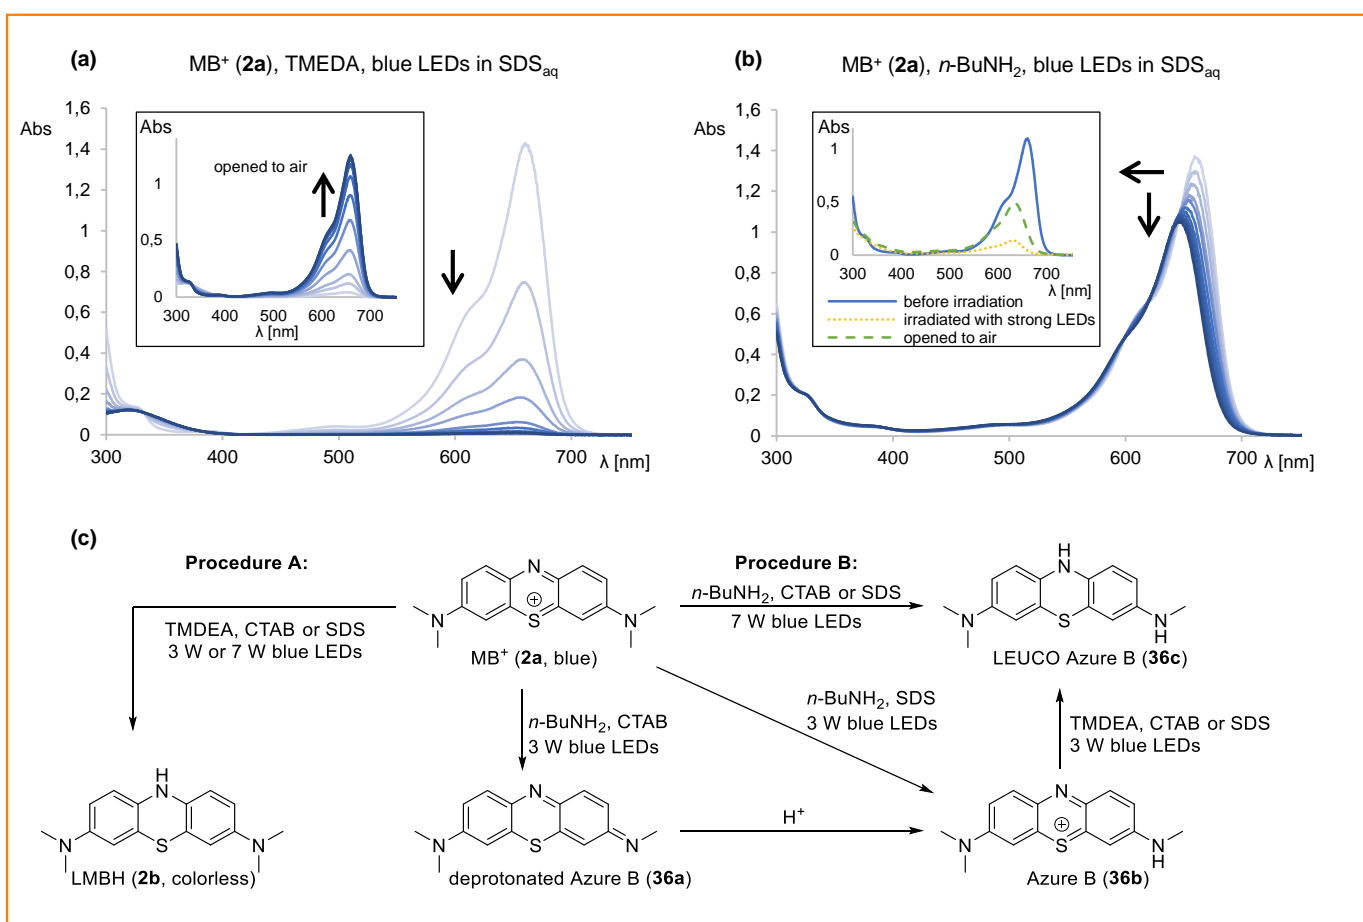 (a)
MB⁺ (2a), TMEDA, blue LEDs in SDSaq
Abs
1,6
1,4
1,2
1
0,8
0,6
0,4
0,2
0
300
400
500
600
700
λ [nm]
Abs
opened to air
1
0,5
0
300
400
500
600
700
λ [nm]
(b)
MB⁺ (2a), n-BuNH₂, blue LEDs in SDSaq
Abs
1,6
1,4
1,2
1
0,8
0,6
0,4
0,2
0
300
400
500
600
700
λ [nm]
Abs
1
0,5
0
300
400
500
600
700
λ [nm]
before irradiation
irradiated with strong LEDs
opened to air
(c)
Procedure A:
TMDEA, CTAB or SDS
3 W or 7 W blue LEDs
N
N
S
⊕
N
MB⁺ (2a, blue)
Procedure B:
n-BuNH₂, CTAB or SDS
7 W blue LEDs
H
N
N
S
N
H
LEUCO Azure B (36c)
n-BuNH₂, CTAB
3 W blue LEDs
n-BuNH₂, SDS
3 W blue LEDs
TMDEA, CTAB or SDS
3 W blue LEDs
H
N
N
S
N
LMBH (2b, colorless)
N
N
S
N
deprotonated Azure B (36a)
H⁺
N
N
S
⊕
N
H
Azure B (36b)